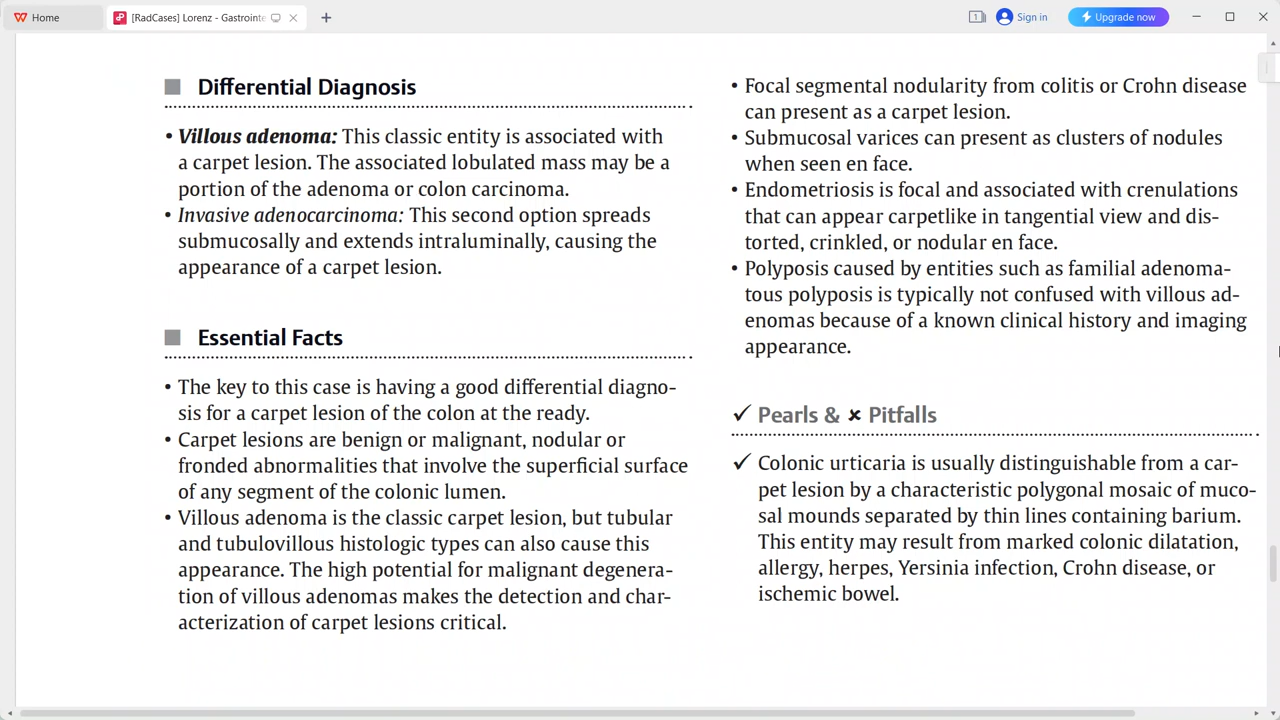 Home
[RadCases] Lorenz - Gastrointe
Sign in
Upgrade now
Differential Diagnosis
• Villous adenoma: This classic entity is associated with
a carpet lesion. The associated lobulated mass may be a
portion of the adenoma or colon carcinoma.
• Invasive adenocarcinoma: This second option spreads
submucosally and extends intraluminally, causing the
appearance of a carpet lesion.
Essential Facts
• The key to this case is having a good differential diagno-
sis for a carpet lesion of the colon at the ready.
• Carpet lesions are benign or malignant, nodular or
fronded abnormalities that involve the superficial surface
of any segment of the colonic lumen.
• Villous adenoma is the classic carpet lesion, but tubular
and tubulovillous histologic types can also cause this
appearance. The high potential for malignant degenera-
tion of villous adenomas makes the detection and char-
acterization of carpet lesions critical.
• Focal segmental nodularity from colitis or Crohn disease
can present as a carpet lesion.
• Submucosal varices can present as clusters of nodules
when seen en face.
• Endometriosis is focal and associated with crenulations
that can appear carpetlike in tangential view and dis-
torted, crinkled, or nodular en face.
• Polyposis caused by entities such as familial adenoma-
tous polyposis is typically not confused with villous ad-
enomas because of a known clinical history and imaging
appearance.
✓ Pearls & ✗ Pitfalls
✓ Colonic urticaria is usually distinguishable from a car-
pet lesion by a characteristic polygonal mosaic of muco-
sal mounds separated by thin lines containing barium.
This entity may result from marked colonic dilatation,
allergy, herpes, Yersinia infection, Crohn disease, or
ischemic bowel.